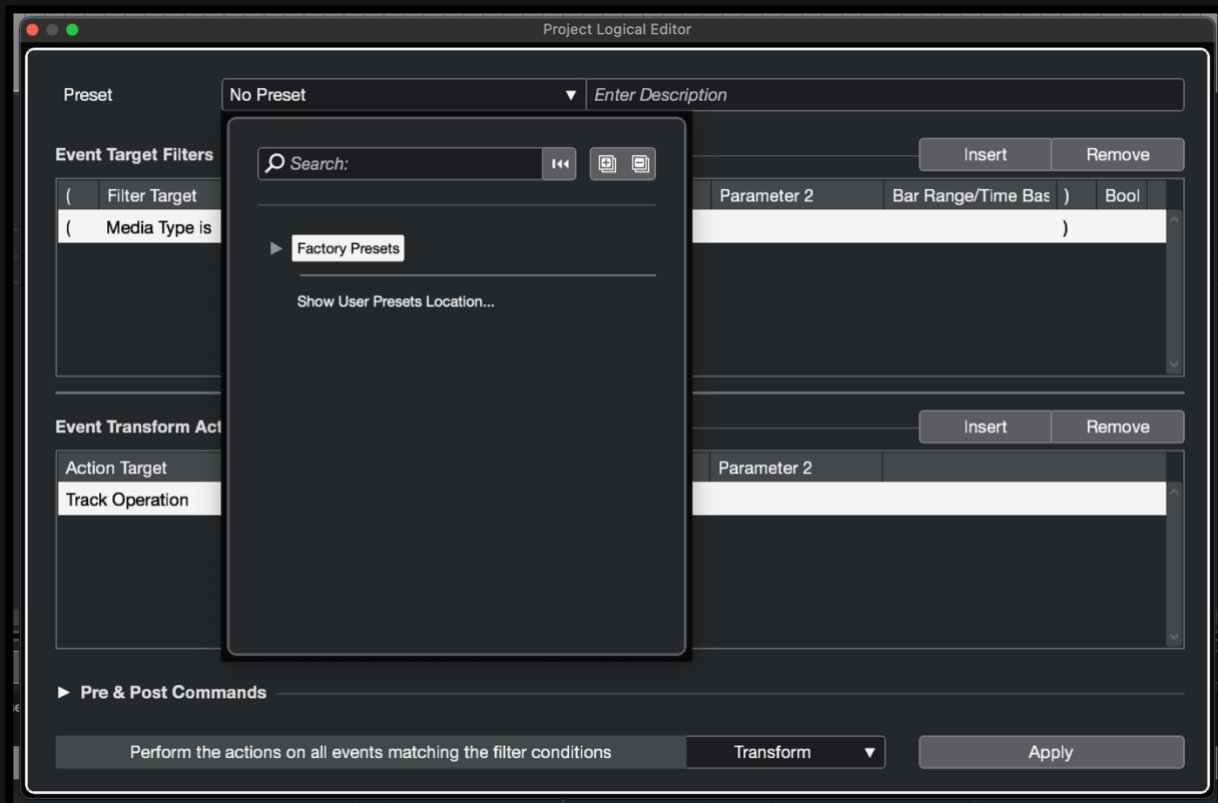 Project Logical Editor
Preset
No Preset
Enter Description
Search:
Factory Presets
Show User Presets Location...
Event Target Filters
Insert
Remove
(
Filter Target
Parameter 2
Bar Range/Time Bas
)
Bool
(
Media Type is
)
Event Transform Act
Insert
Remove
Action Target
Parameter 2
Track Operation
Pre & Post Commands
Perform the actions on all events matching the filter conditions
Transform
Apply